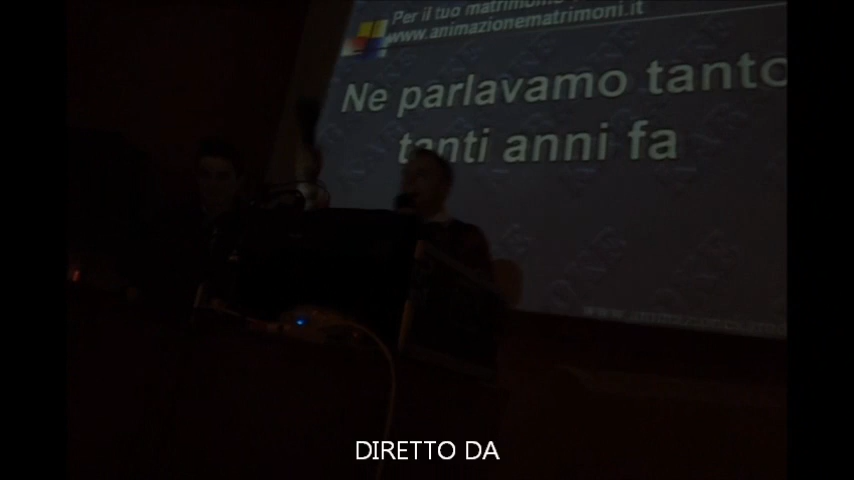 Per il tuo matrimonio
www.animazionematrimoni.it
Ne parlavamo tanto
tanti anni fa
DIRETTO DA